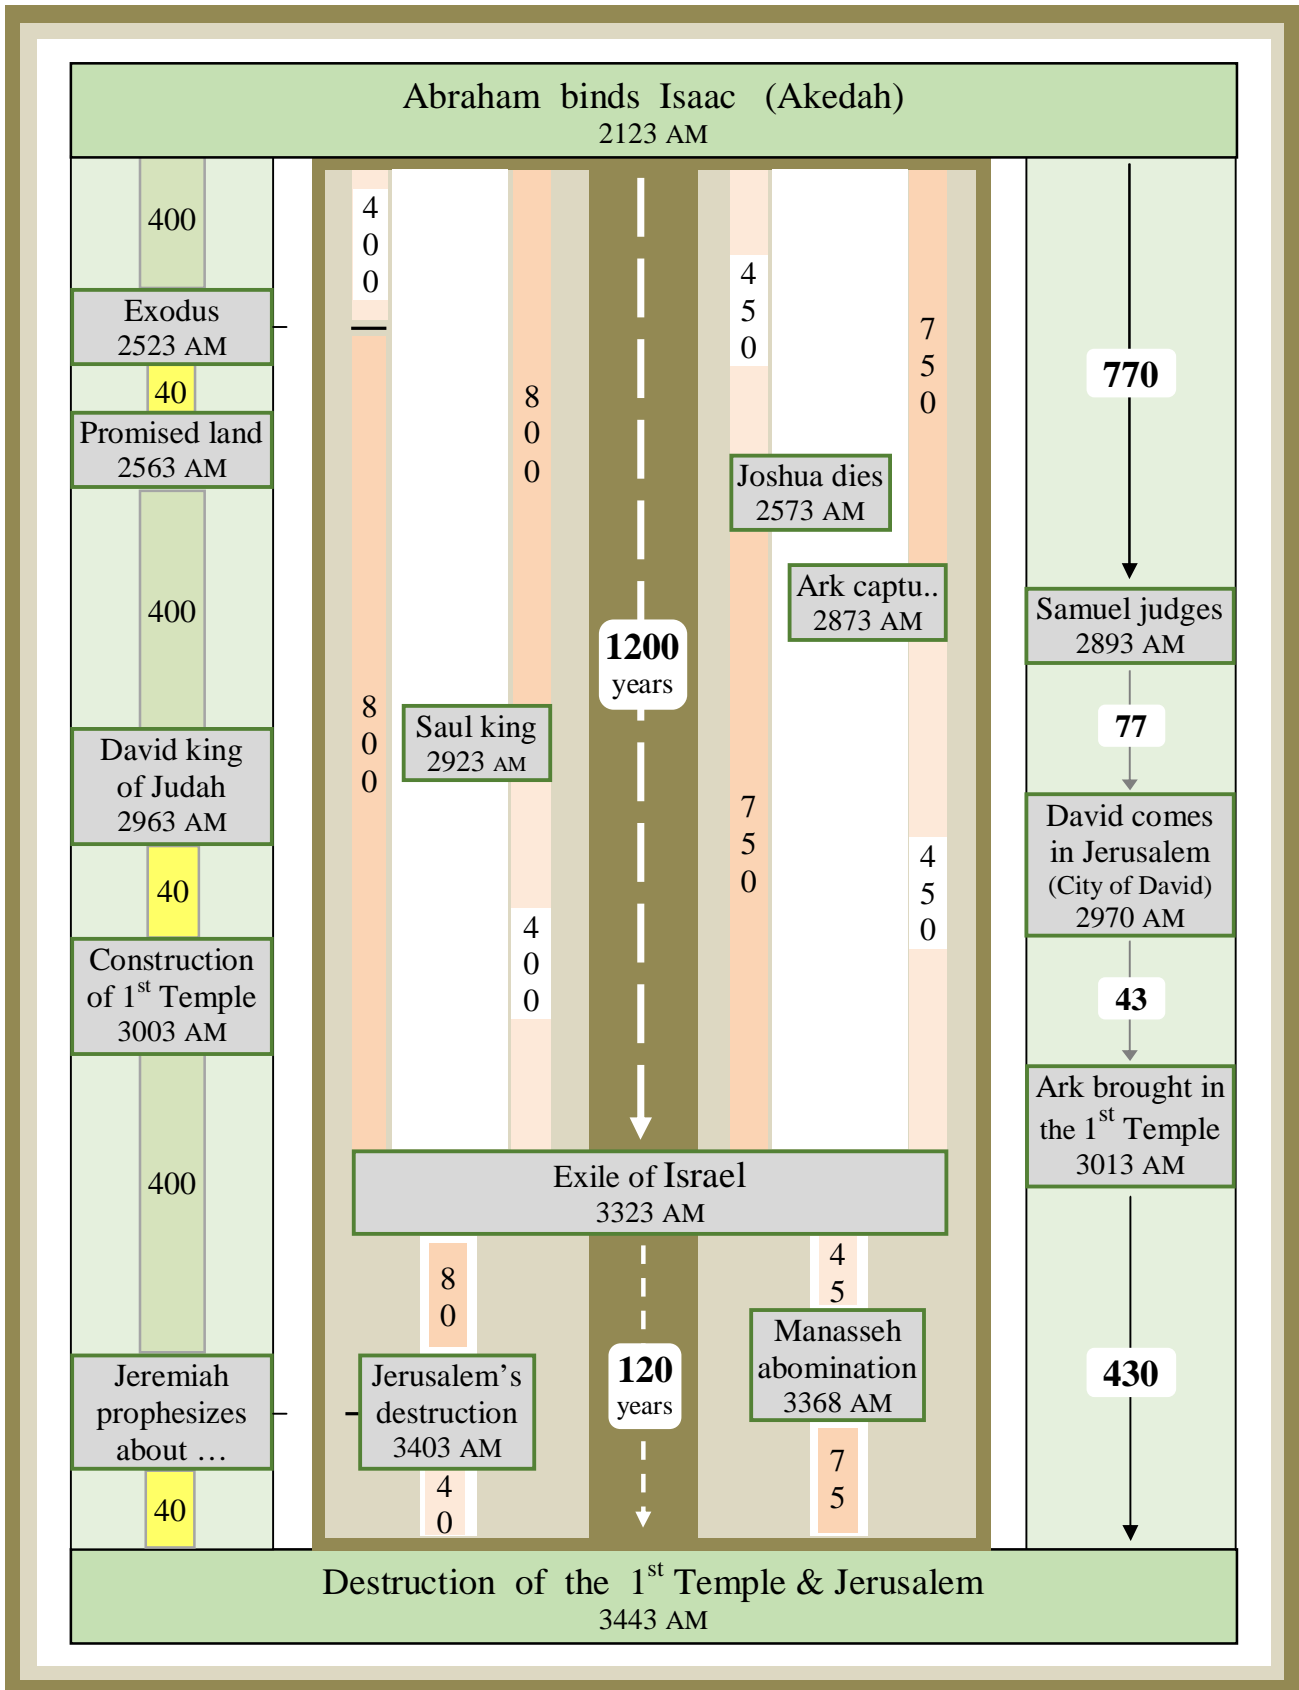 Abraham binds Isaac (Akedah)
2123 AM
400
Exodus
2523 AM
40
Promised land
2563 AM
400
David king
of Judah
2963 AM
40
Construction
of 1st Temple
3003 AM
400
Jeremiah
prophesizes
about …
40
4
0
0
8
0
0
8
0
0
Saul king
2923 AM
4
0
0
1200
years
4
5
0
7
5
0
Joshua dies
2573 AM
Ark captu..
2873 AM
7
5
0
4
5
0
Exile of Israel
3323 AM
8
0
Jerusalem’s
destruction
3403 AM
4
0
120
years
4
5
Manasseh
abomination
3368 AM
7
5
770
Samuel judges
2893 AM
77
David comes
in Jerusalem
(City of David)
2970 AM
43
Ark brought in
the 1st Temple
3013 AM
430
Destruction of the 1st Temple & Jerusalem
3443 AM